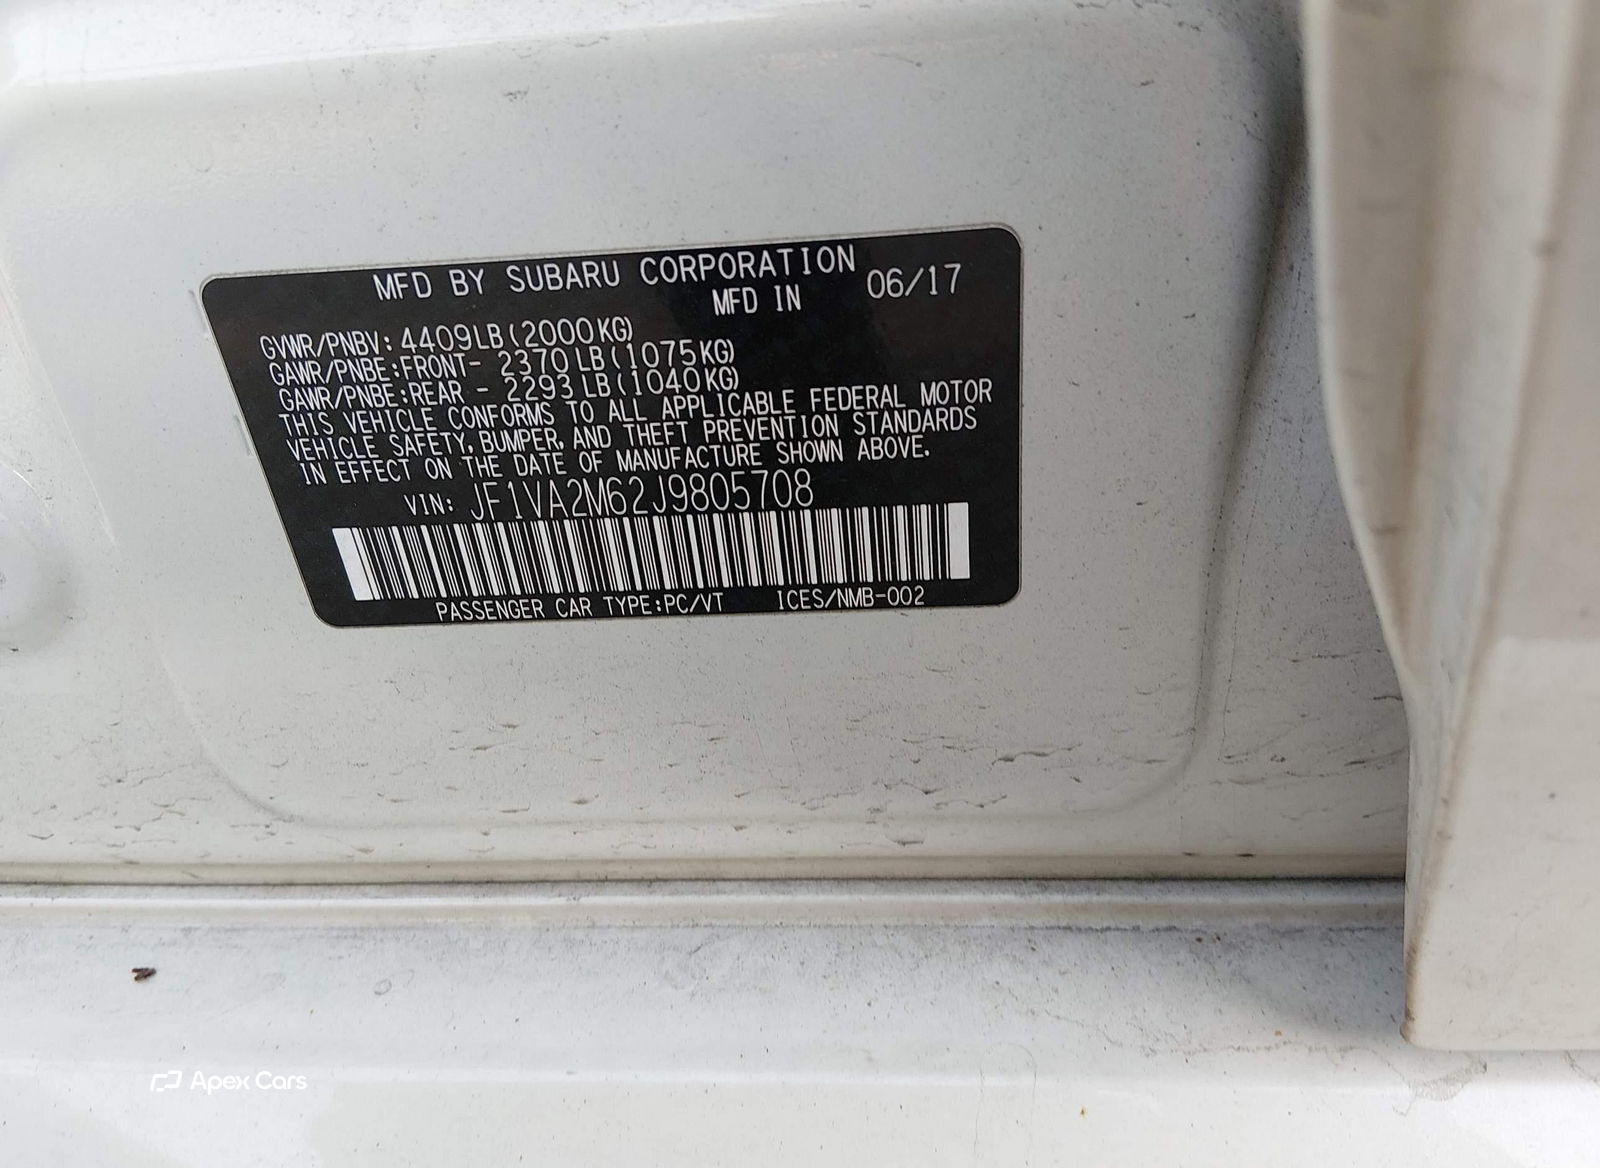 MFD BY SUBARU CORPORATION
MFD IN 06/17
GVWR/PNBV: 4409LB(2000KG)
GAWR/PNBE:FRONT- 2370LB(1075KG)
GAWR/PNBE:REAR - 2293LB(1040KG)
THIS VEHICLE CONFORMS TO ALL APPLICABLE FEDERAL MOTOR
VEHICLE SAFETY, BUMPER, AND THEFT PREVENTION STANDARDS
IN EFFECT ON THE DATE OF MANUFACTURE SHOWN ABOVE.
VIN: JF1VA2M62J9805708
PASSENGER CAR TYPE:PC/VT ICES/NMB-002
Apex Cars